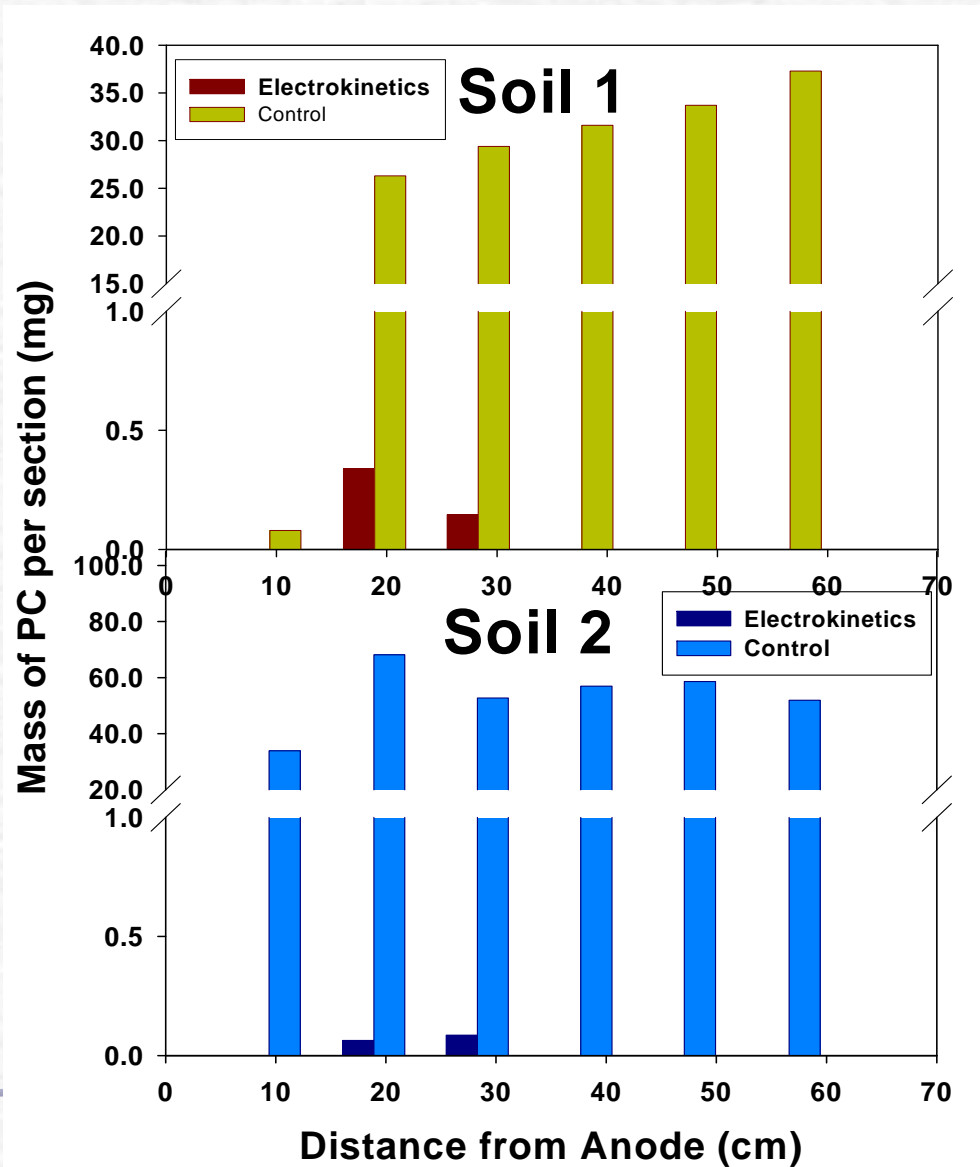 Mass of PC per section (mg)
40.0
35.0
30.0
25.0
20.0
15.0
1.0
0.5
0.0
Electrokinetics
Control
Soil 1
0 10 20 30 40 50 60 70
100.0
80.0
60.0
40.0
20.0
1.0
0.5
0.0
Soil 2
Electrokinetics
Control
0 10 20 30 40 50 60 70
Distance from Anode (cm)